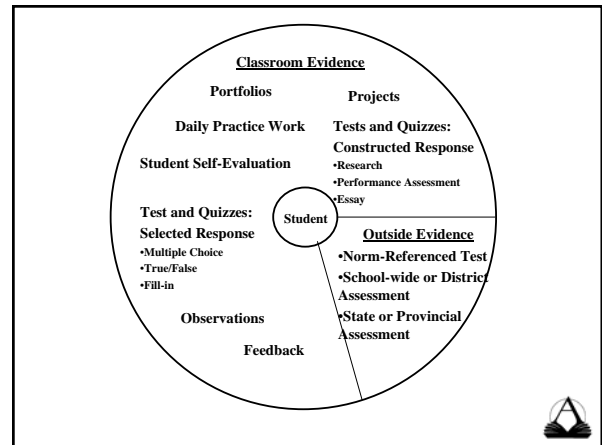 Classroom Evidence
Portfolios
Projects
Daily Practice Work
Student Self-Evaluation
Tests and Quizzes:
Constructed Response
•Research
•Performance Assessment
•Essay
Test and Quizzes:
Selected Response
•Multiple Choice
•True/False
•Fill-in
Observations
Feedback
Student
Outside Evidence
•Norm-Referenced Test
•School-wide or District
Assessment
•State or Provincial
Assessment
A